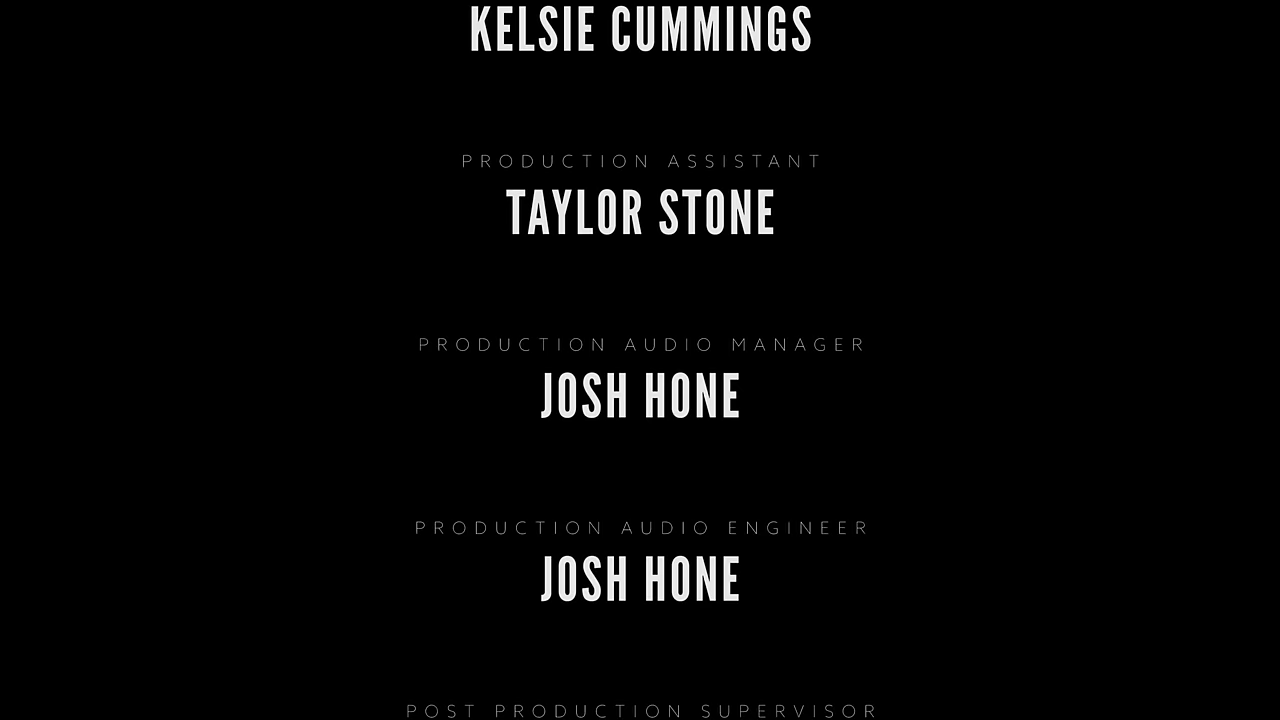 KELSIE CUMMINGS
PRODUCTION ASSISTANT
TAYLOR STONE
PRODUCTION AUDIO MANAGER
JOSH HONE
PRODUCTION AUDIO ENGINEER
JOSH HONE
POST PRODUCTION SUPERVISOR